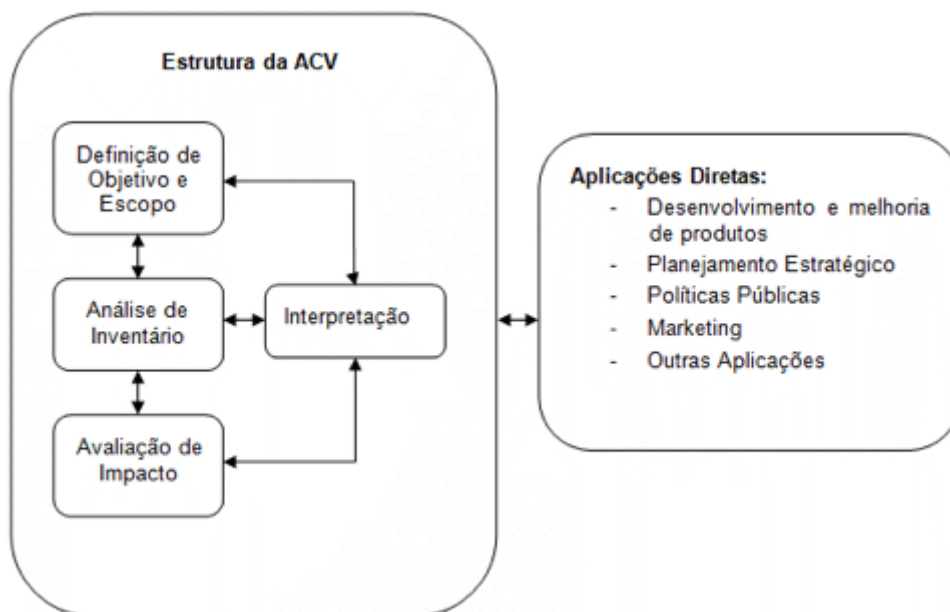 Estrutura da ACV
Definição de
Objetivo e
Escopo
Análise de
Inventário
Interpretação
Avaliação de
Impacto
Aplicações Diretas:
- Desenvolvimento e melhoria
de produtos
- Planejamento Estratégico
- Políticas Públicas
- Marketing
- Outras Aplicações